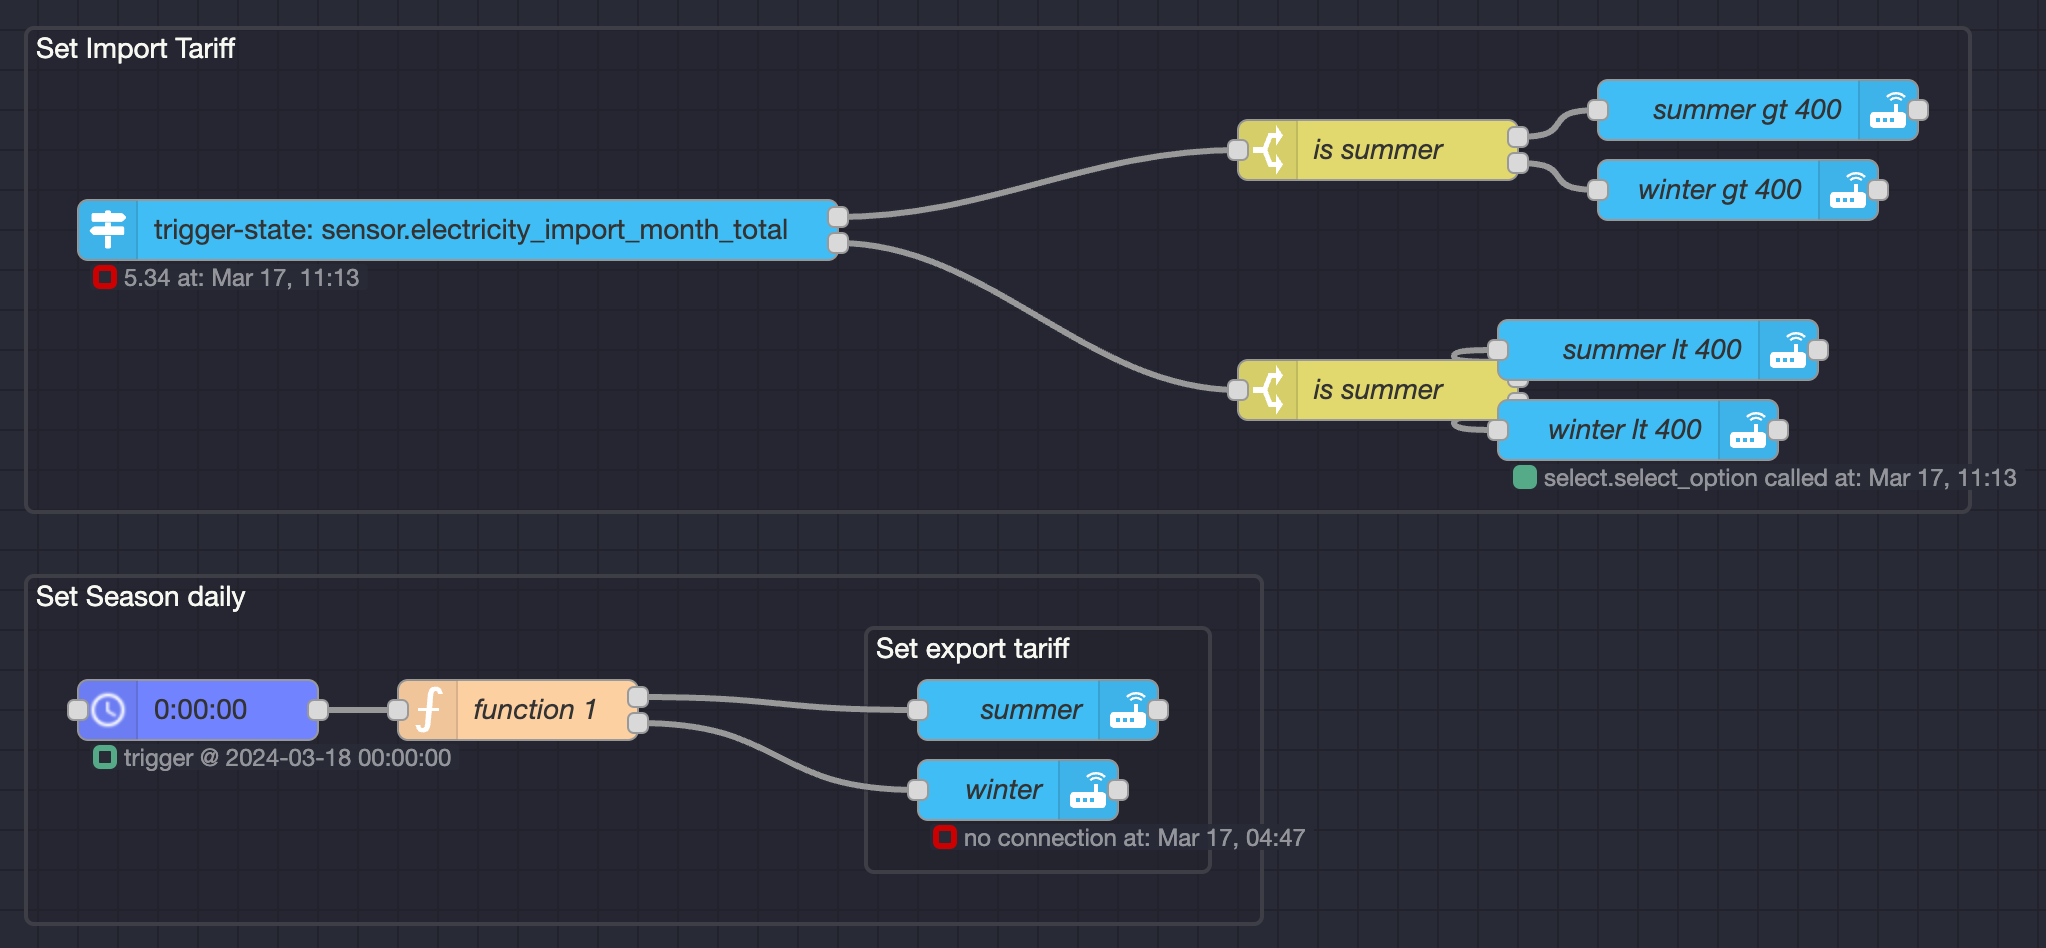 Set Import Tariff
summer gt 400
is summer
winter gt 400
trigger-state: sensor.electricity_import_month_total
5.34 at: Mar 17, 11:13
summer lt 400
is summer
winter lt 400
select.select_option called at: Mar 17, 11:13
Set Season daily
Set export tariff
0:00:00
function 1
summer
trigger @ 2024-03-18 00:00:00
winter
no connection at: Mar 17, 04:47